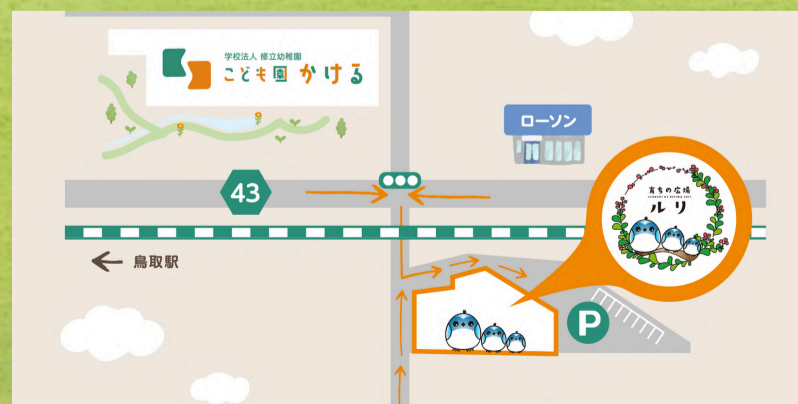 学校法人 修立幼稚園
こども園 かける
ローソン
43
育ちの広場
ルリ
鳥取駅
P